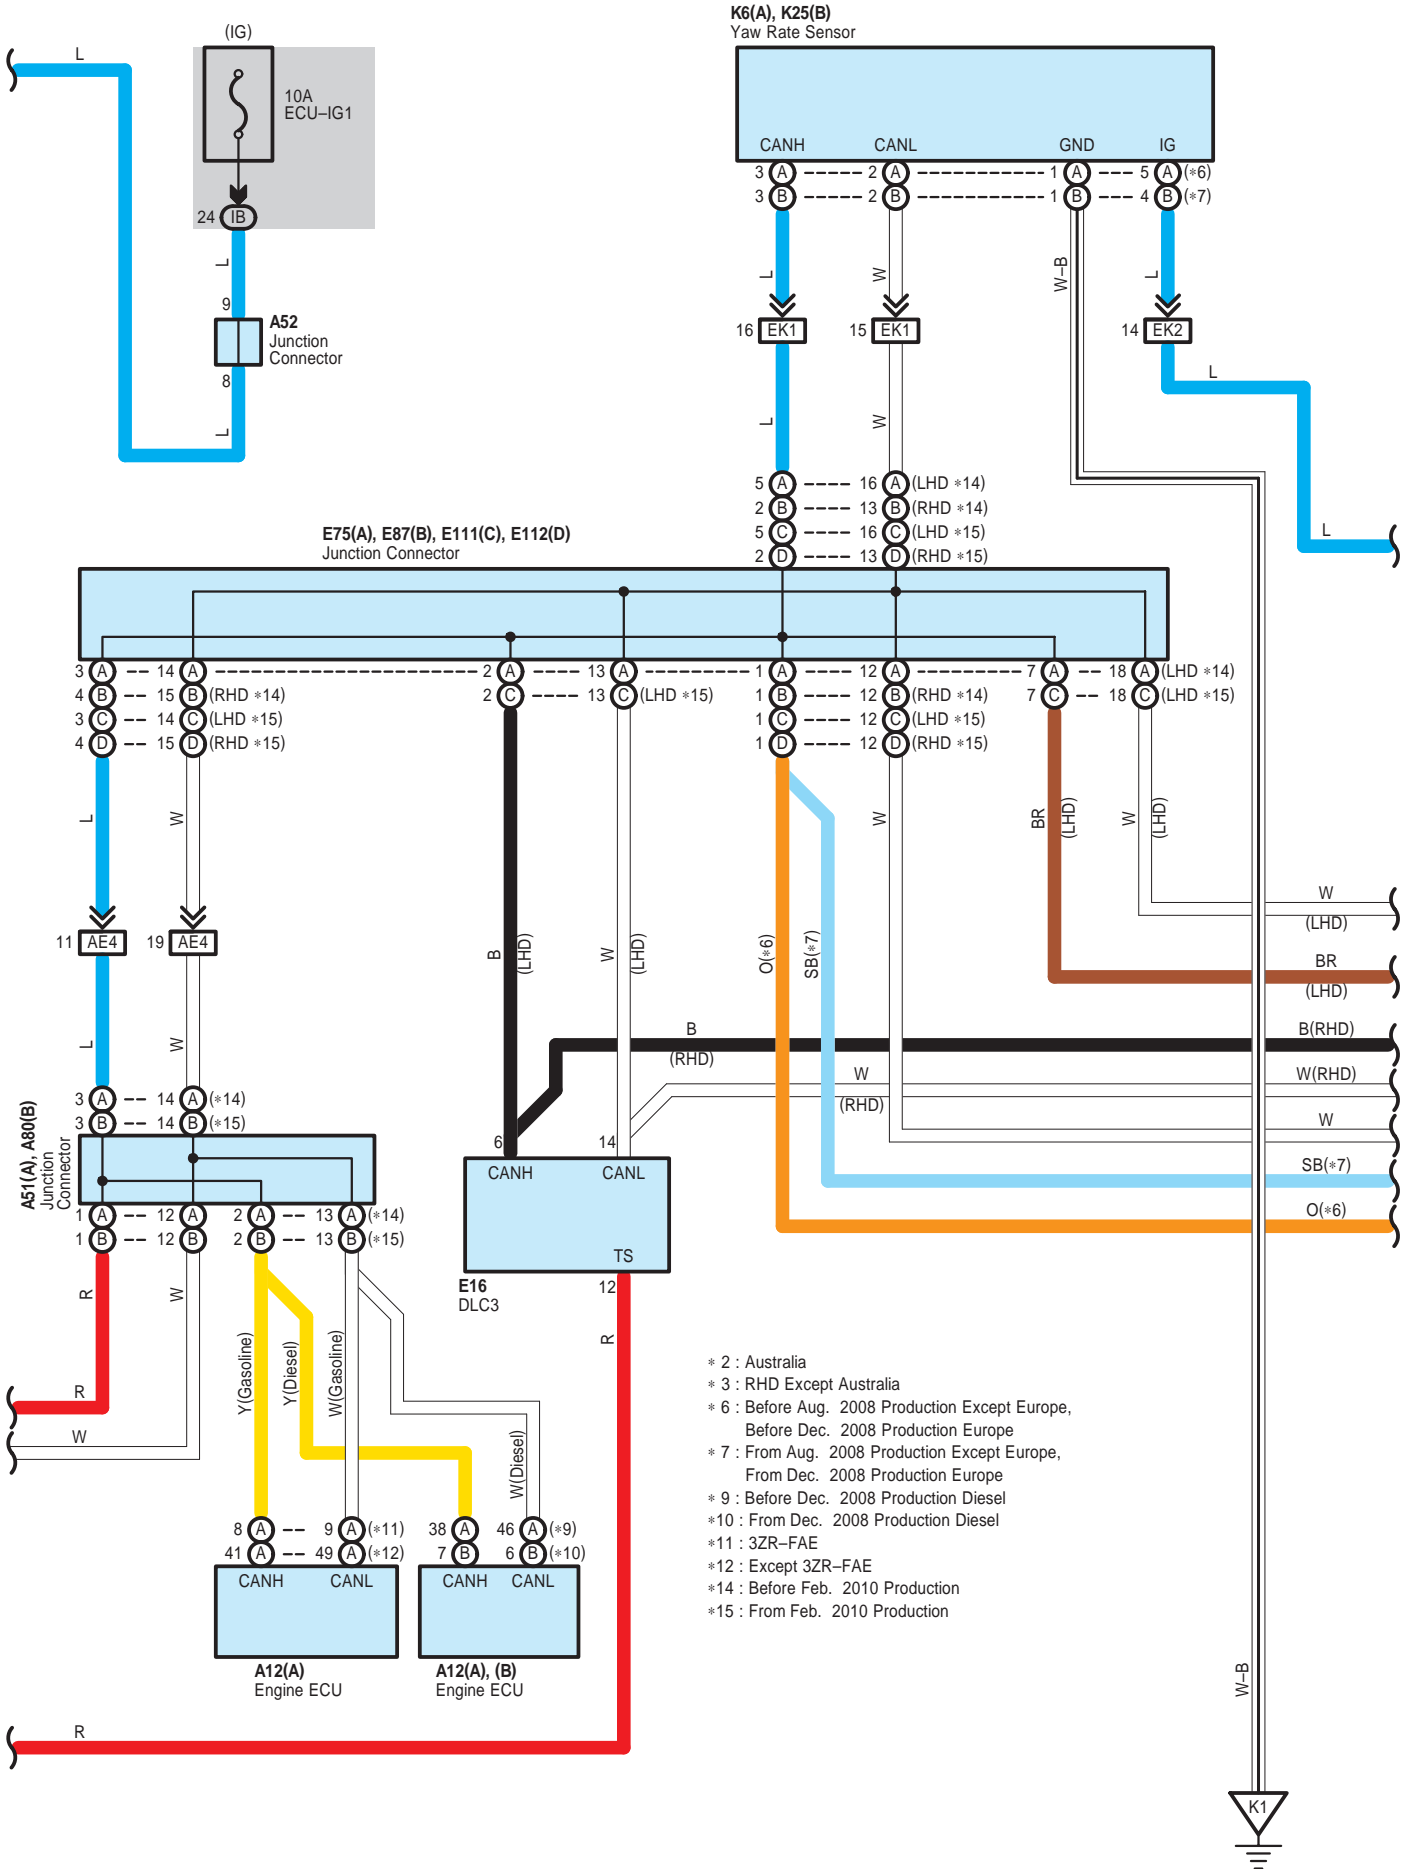 K6(A), K25(B)
Yaw Rate Sensor
(IG)
L
10A
ECU–IG1
CANH CANL GND IG
3 A 2 A 1 A 5 A (*6)
3 B 2 B 1 B 4 B (*7)
24 IB
L
L W W–B L
9
A52
Junction
Connector
16 EK1 15 EK1 14 EK2
8
L
L
L W
5 A 16 A (LHD *14)
2 B 13 B (RHD *14)
5 C 16 C (LHD *15)
2 D 13 D (RHD *15)
L
E75(A), E87(B), E111(C), E112(D)
Junction Connector
3 A 14 A 2 A 13 A 1 A 12 A 7 A 18 A (LHD *14)
4 B 15 B (RHD *14) 2 C 13 C (LHD *15) 1 B 12 B (RHD *14) 7 C 18 C (LHD *15)
3 C 14 C (LHD *15) 1 C 12 C (LHD *15)
4 D 15 D (RHD *15) 1 D 12 D (RHD *15)
L W W BR (LHD) W (LHD)
W
(LHD)
11 AE4 19 AE4
B (LHD) W (LHD) O(*6) SB(*7)
BR
(LHD)
L W
B
(RHD)
B(RHD)
W
(RHD)
W(RHD)
3 A 14 A (*14)
3 B 14 B (*15)
W
A51(A), A80(B)
Junction
Connector
6 14
CANH CANL
SB(*7)
O(*6)
1 A 12 A 2 A 13 A (*14)
1 B 12 B 2 B 13 B (*15)
TS
E16
DLC3
12
R W
R
Y(Gasoline) Y(Diesel) W(Gasoline)
R
W
W(Diesel)
* 2 : Australia
* 3 : RHD Except Australia
* 6 : Before Aug. 2008 Production Except Europe,
Before Dec. 2008 Production Europe
* 7 : From Aug. 2008 Production Except Europe,
From Dec. 2008 Production Europe
* 9 : Before Dec. 2008 Production Diesel
*10 : From Dec. 2008 Production Diesel
*11 : 3ZR–FAE
*12 : Except 3ZR–FAE
*14 : Before Feb. 2010 Production
*15 : From Feb. 2010 Production
8 A 9 A (*11) 38 A 46 A (*9)
41 A 49 A (*12) 7 B 6 B (*10)
CANH CANL CANH CANL
A12(A)
Engine ECU
A12(A), (B)
Engine ECU
W–B
R
K1